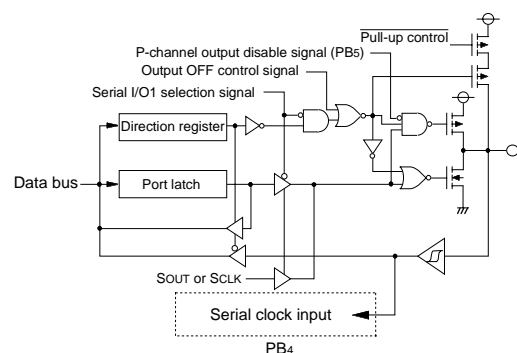 Pull-up control
P-channel output disable signal (PB5)
Output OFF control signal
Serial I/O1 selection signal
Direction register
Data bus
Port latch
SOUT or SCLK
Serial clock input
PB4